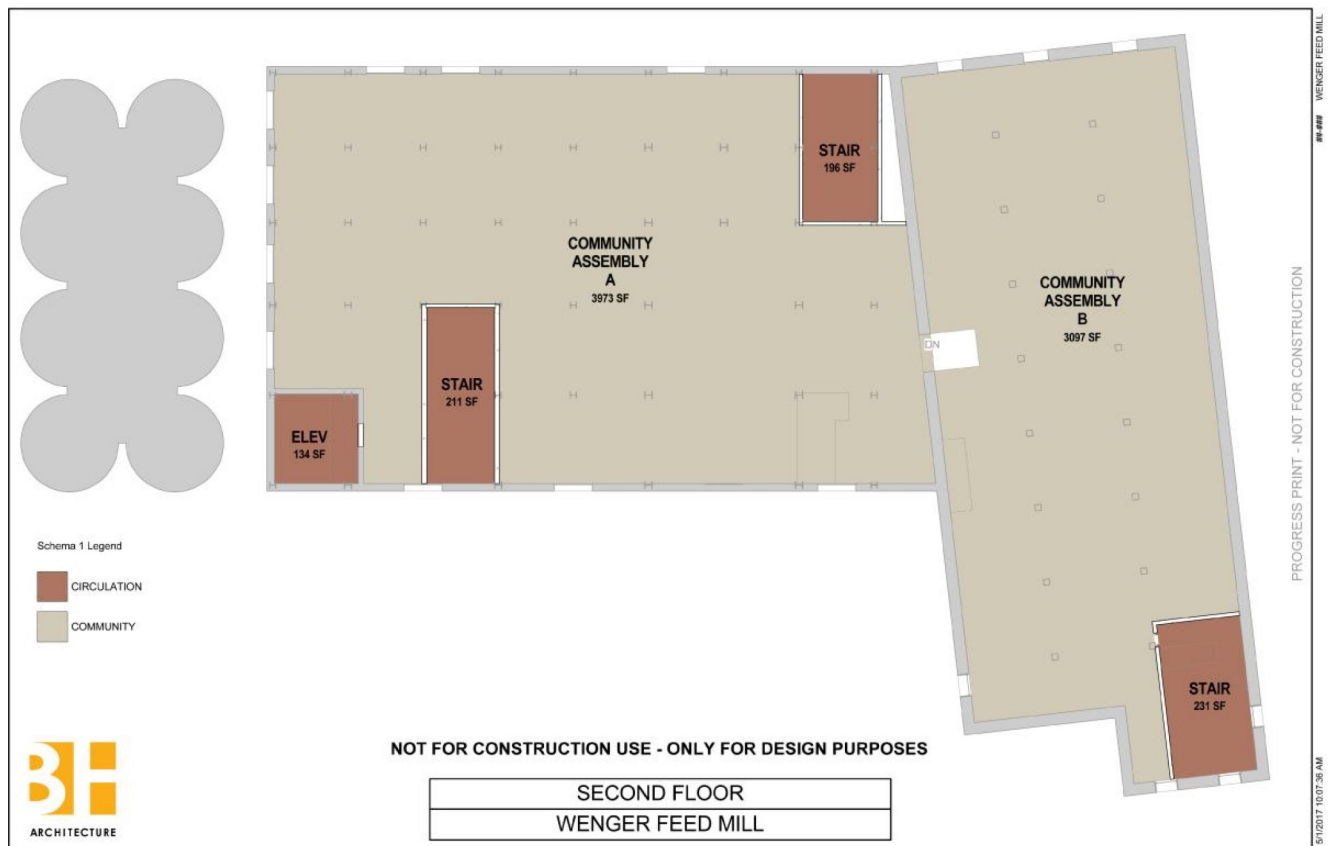 STAIR
196 SF
COMMUNITY
ASSEMBLY
A
3973 SF
COMMUNITY
ASSEMBLY
B
3097 SF
DN
STAIR
211 SF
ELEV
134 SF
STAIR
231 SF
Schema 1 Legend
CIRCULATION
COMMUNITY
BH
ARCHITECTURE
NOT FOR CONSTRUCTION USE - ONLY FOR DESIGN PURPOSES
SECOND FLOOR
WENGER FEED MILL
PROGRESS PRINT - NOT FOR CONSTRUCTION
##-### WENGER FEED MILL
5/1/2017 10:07:36 AM